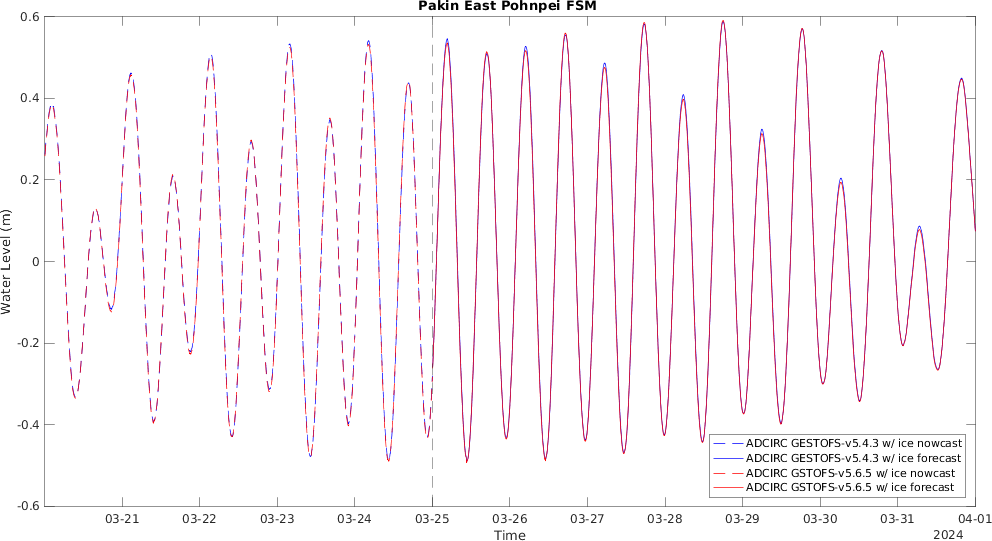 Pakin East Pohnpei FSM
0.6
0.4
0.2
0
-0.2
-0.4
-0.6
Water Level (m)
ADCIRC GESTOFS-v5.4.3 w/ ice nowcast
ADCIRC GESTOFS-v5.4.3 w/ ice forecast
ADCIRC GSTOFS-v5.6.5 w/ ice nowcast
ADCIRC GSTOFS-v5.6.5 w/ ice forecast
03-21 03-22 03-23 03-24 03-25 03-26 03-27 03-28 03-29 03-30 03-31 04-01
Time
2024